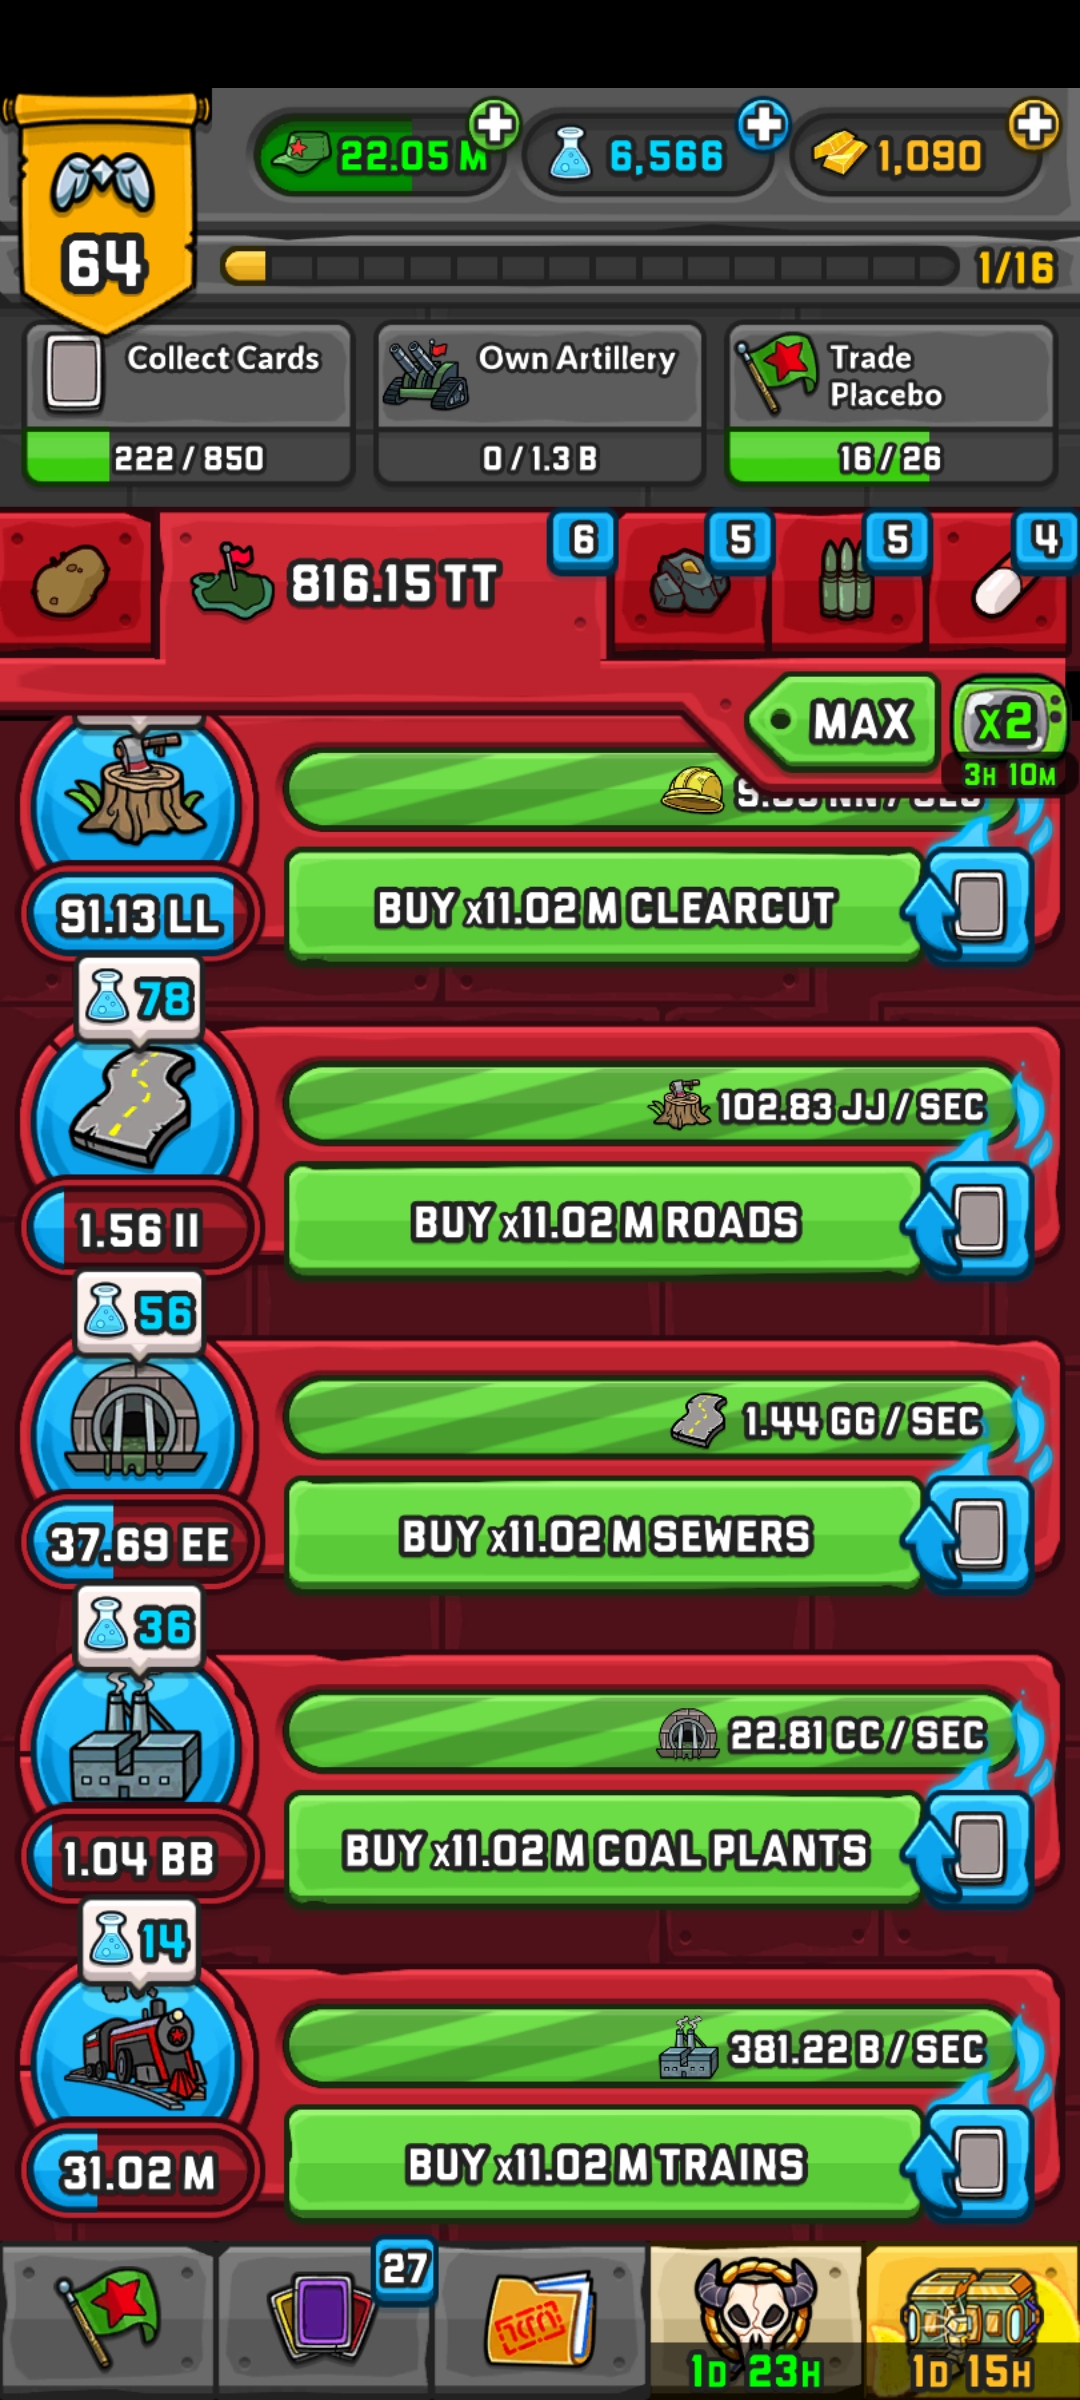 22.05 M
6,566
1,090
64
1/16
Collect Cards
222 / 850
Own Artillery
0 / 1.3 B
Trade
Placebo
16 / 26
816.15 TT
6
5
5
4
MAX
x2
3H 10M
91.13 LL
BUY x11.02 M CLEARCUT
78
102.83 JJ / SEC
1.56 II
BUY x11.02 M ROADS
56
1.44 GG / SEC
37.69 EE
BUY x11.02 M SEWERS
36
22.81 CC / SEC
1.04 BB
BUY x11.02 M COAL PLANTS
14
381.22 B / SEC
31.02 M
BUY x11.02 M TRAINS
27
1D 23H
1D 15H